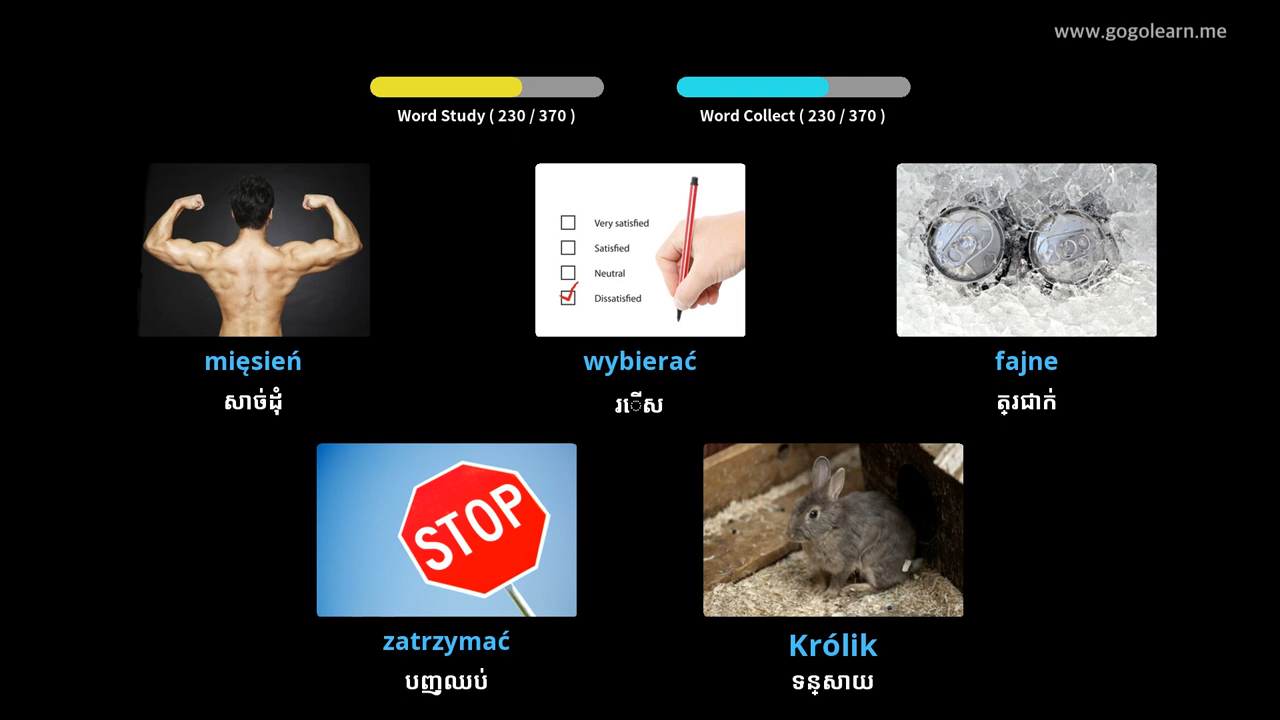 www.gogolearn.me
Word Study ( 230 / 370 )
Word Collect ( 230 / 370 )
Very satisfied
Satisfied
Neutral
Dissatisfied
mięsień
wybierać
fajne
សាច់ដុំ
រើស
ត្រជាក់
STOP
zatrzymać
Królik
បញ្ឈប់
ទន្សាយ